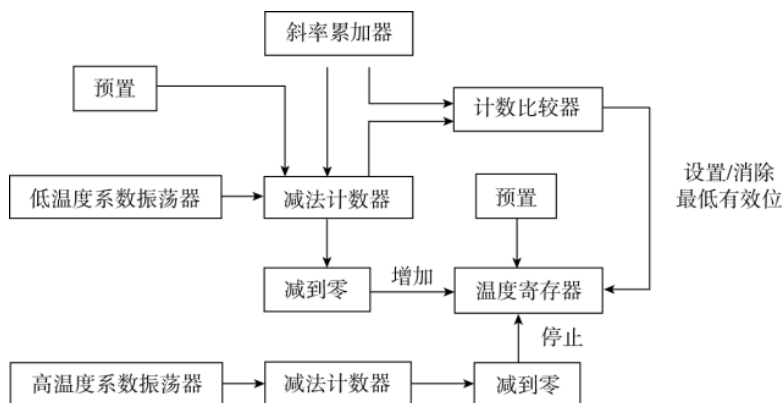 斜率累加器
预置
计数比较器
低温度系数振荡器
减法计数器
预置
设置/消除
最低有效位
减到零
增加
温度寄存器
停止
高温度系数振荡器
减法计数器
减到零